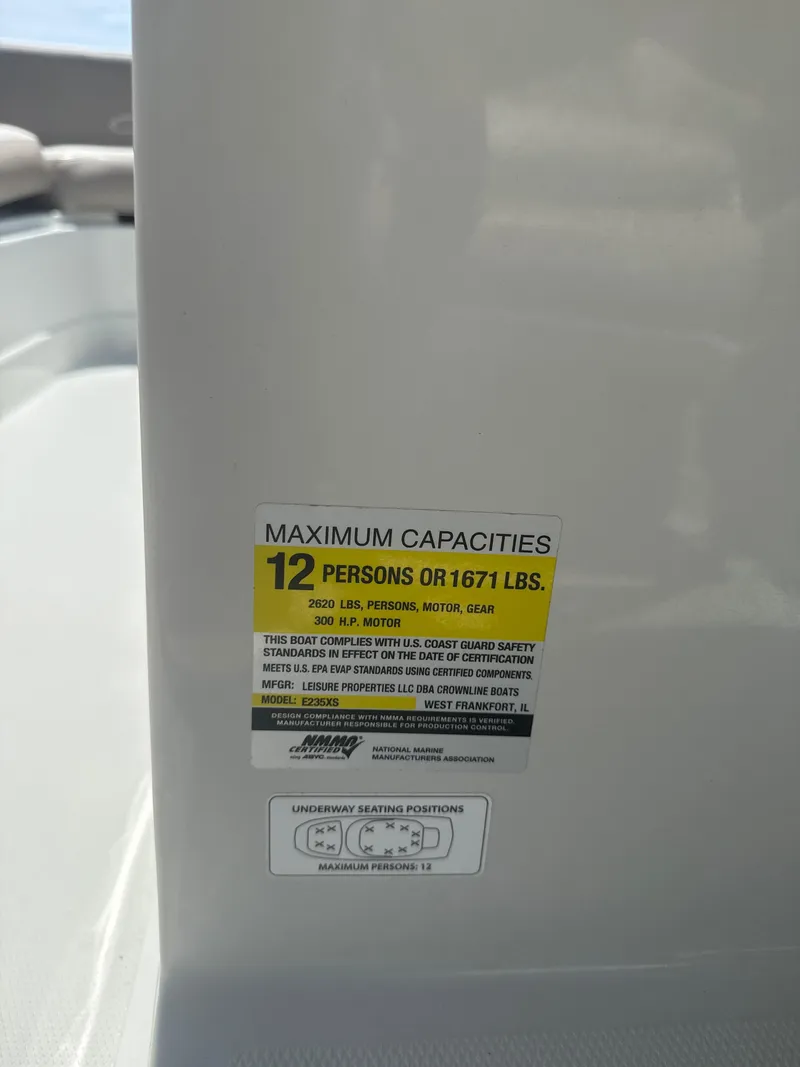 MAXIMUM CAPACITIES
12 PERSONS OR 1671 LBS.
2620 LBS, PERSONS, MOTOR, GEAR
300 H.P. MOTOR
THIS BOAT COMPLIES WITH U.S. COAST GUARD SAFETY
STANDARDS IN EFFECT ON THE DATE OF CERTIFICATION
MEETS U.S. EPA EVAP STANDARDS USING CERTIFIED COMPONENTS.
MFGR: LEISURE PROPERTIES LLC DBA CROWNLINE BOATS
MODEL: E235XS WEST FRANKFORT, IL
DESIGN COMPLIANCE WITH NMMA REQUIREMENTS IS VERIFIED.
MANUFACTURER RESPONSIBLE FOR PRODUCTION CONTROL.
NMMA
CERTIFIED
using ABYC standards
NATIONAL MARINE
MANUFACTURERS ASSOCIATION
UNDERWAY SEATING POSITIONS
MAXIMUM PERSONS: 12